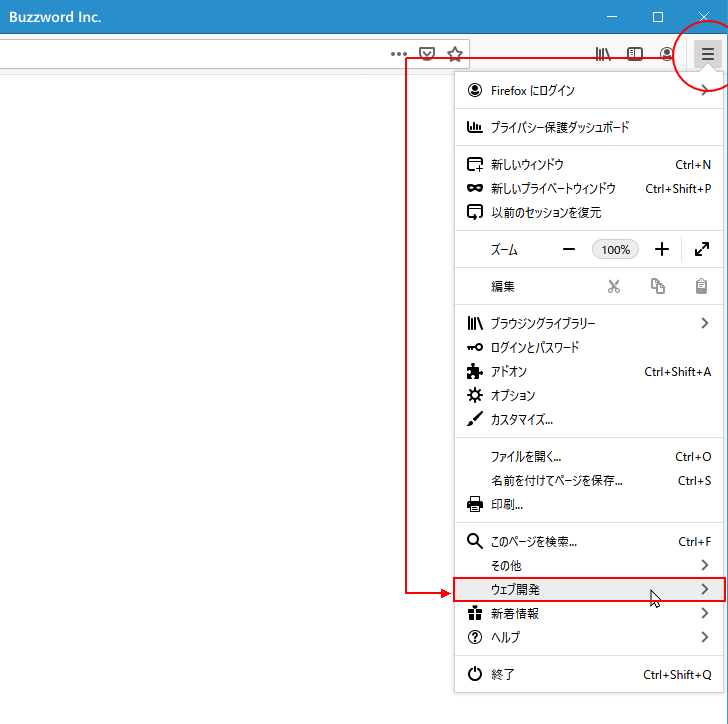 Buzzword Inc.
Firefox にログイン
プライバシー保護ダッシュボード
新しいウィンドウ Ctrl+N
新しいプライベートウィンドウ Ctrl+Shift+P
以前のセッションを復元
ズーム 100%
編集
ブラウジングライブラリー
ログインとパスワード
アドオン Ctrl+Shift+A
オプション
カスタマイズ...
ファイルを開く... Ctrl+O
名前を付けてページを保存... Ctrl+S
印刷...
このページを検索... Ctrl+F
その他
ウェブ開発
新着情報
ヘルプ
終了 Ctrl+Shift+Q